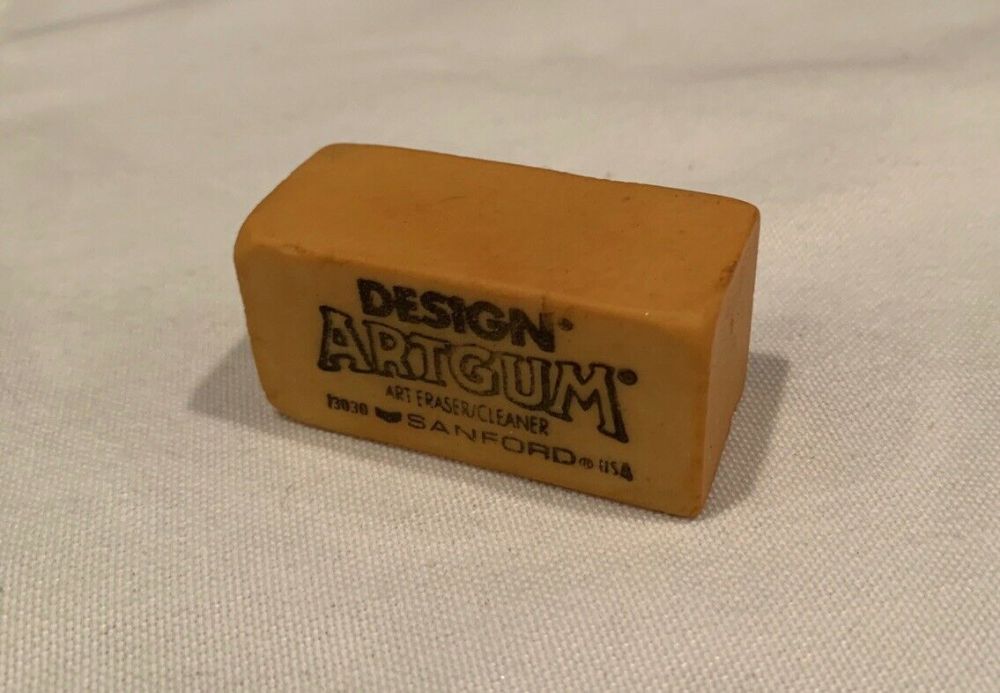 DESIGN®
ARTGUM®
ART ERASER/CLEANER
73030 SANFORD® USA